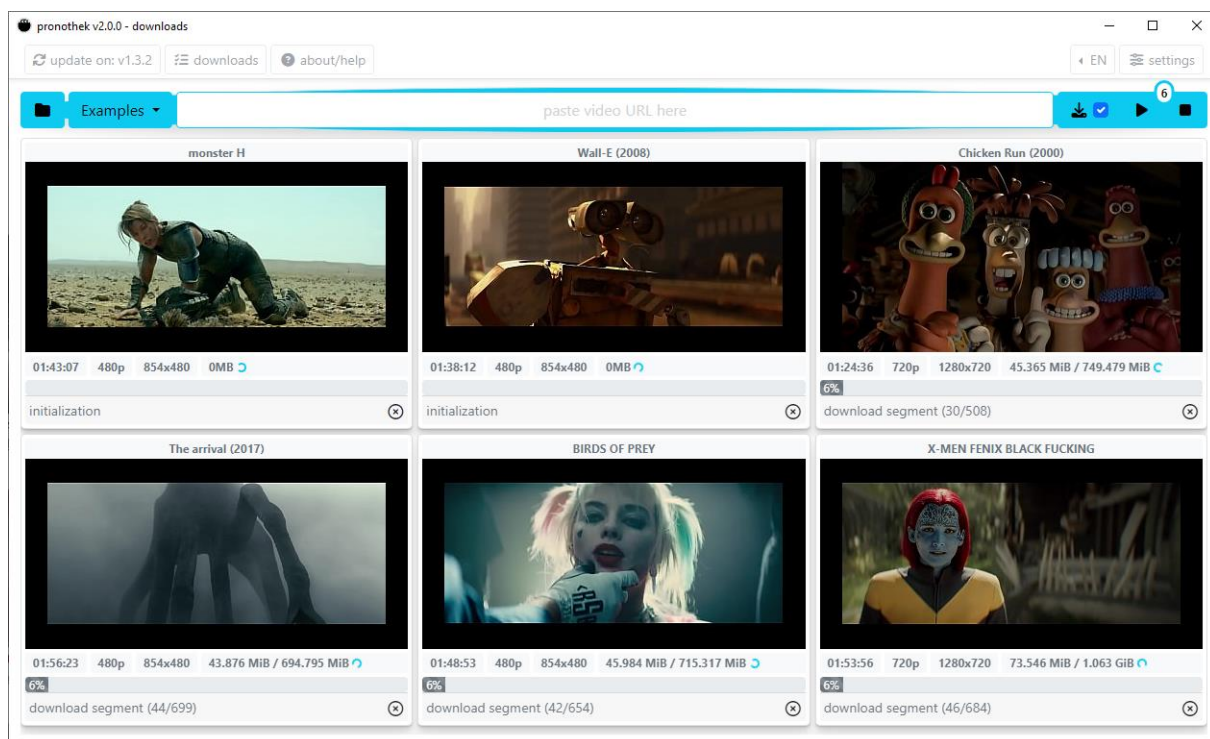 pronothek v2.0.0 - downloads
update on: v1.3.2 downloads about/help EN settings
6
Examples paste video URL here
monster H
Wall-E (2008)
Chicken Run (2000)
01:43:07 480p 854x480 0MB
01:38:12 480p 854x480 0MB
01:24:36 720p 1280x720 45.365 MiB / 749.479 MiB
6%
initialization
initialization
download segment (30/508)
The arrival (2017)
BIRDS OF PREY
X-MEN FENIX BLACK FUCKING
01:56:23 480p 854x480 43.876 MiB / 694.795 MiB
01:48:53 480p 854x480 45.984 MiB / 715.317 MiB
01:53:56 720p 1280x720 73.546 MiB / 1.063 GiB
6%
6%
6%
download segment (44/699)
download segment (42/654)
download segment (46/684)